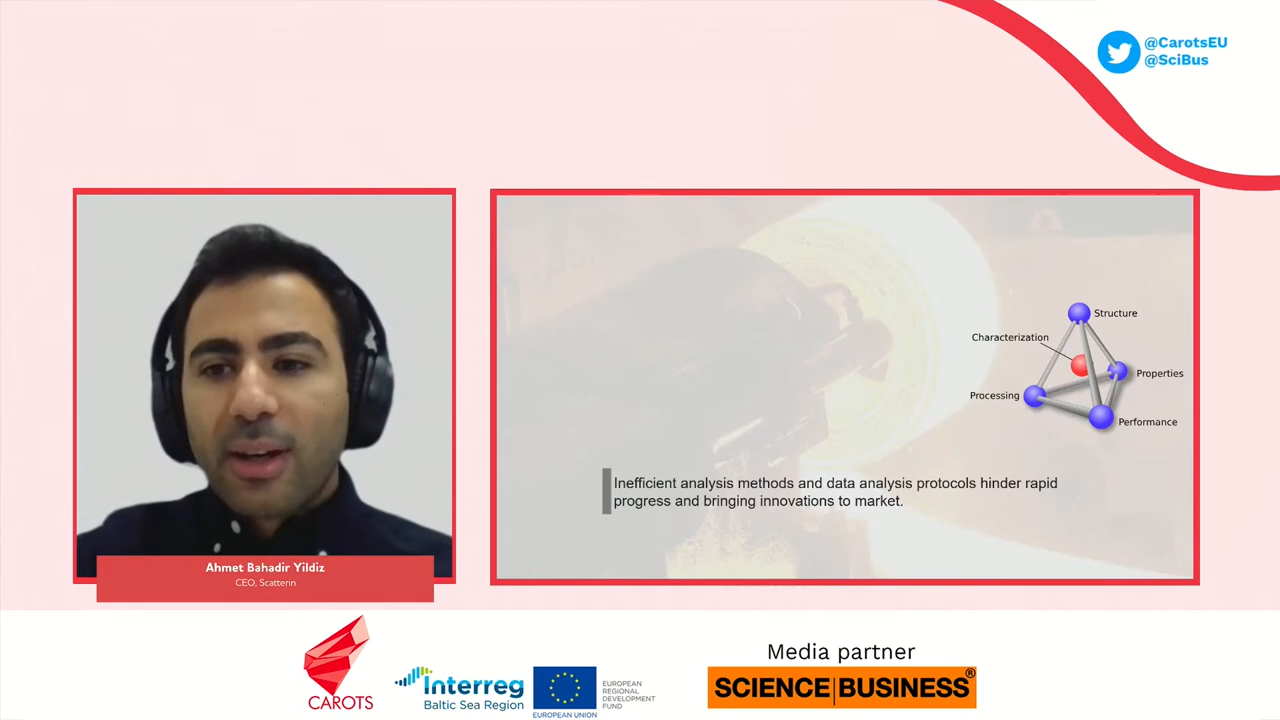 @CarotsEU
@SciBus
Structure
Characterization
Properties
Processing
Performance
Inefficient analysis methods and data analysis protocols hinder rapid
progress and bringing innovations to market.
Ahmet Bahadir Yildiz
CEO, Scatterin
CAROTS
Interreg
Baltic Sea Region
EUROPEAN UNION
EUROPEAN
REGIONAL
DEVELOPMENT
FUND
Media partner
SCIENCE|BUSINESS®